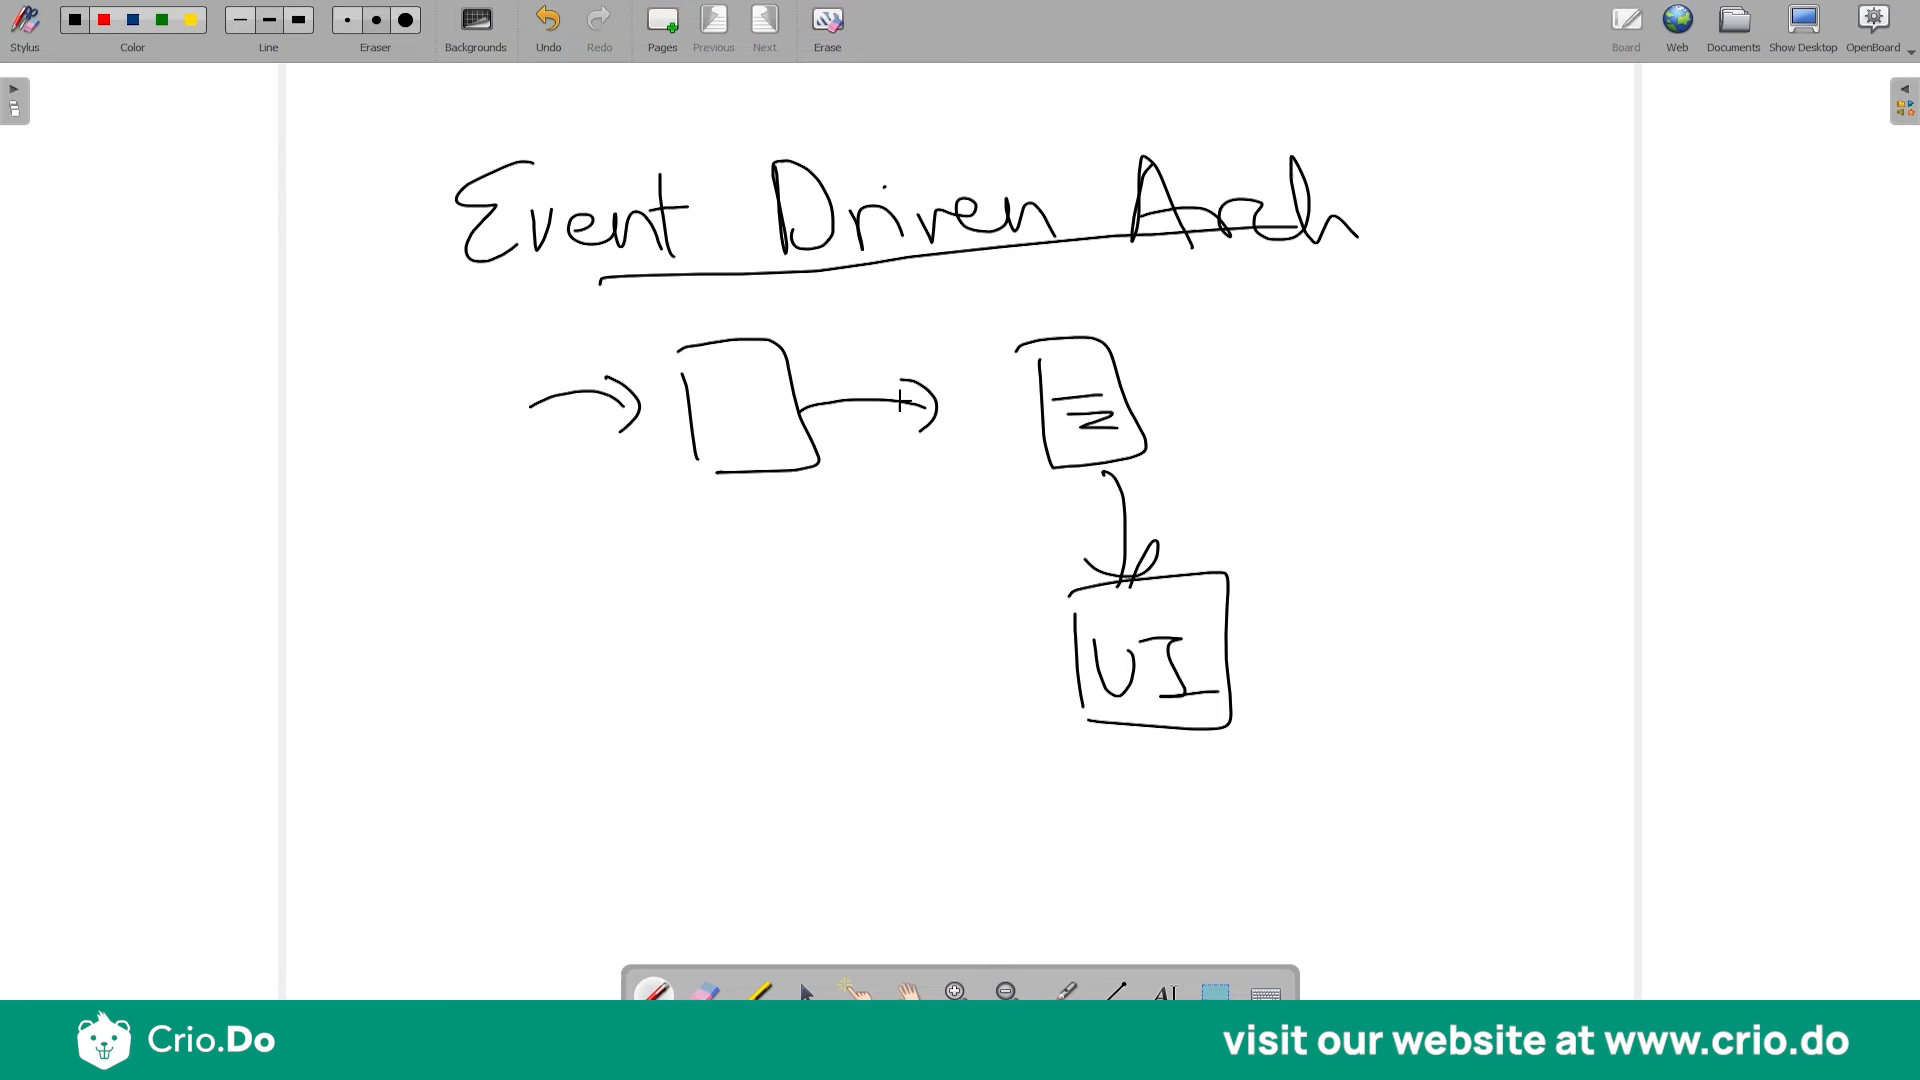 Stylus Color Line Eraser Backgrounds Undo Redo Pages Previous Next Erase Board Web Documents Show Desktop OpenBoard
Event Driven Arch
UI
AI
Crio.Do
visit our website at www.crio.do